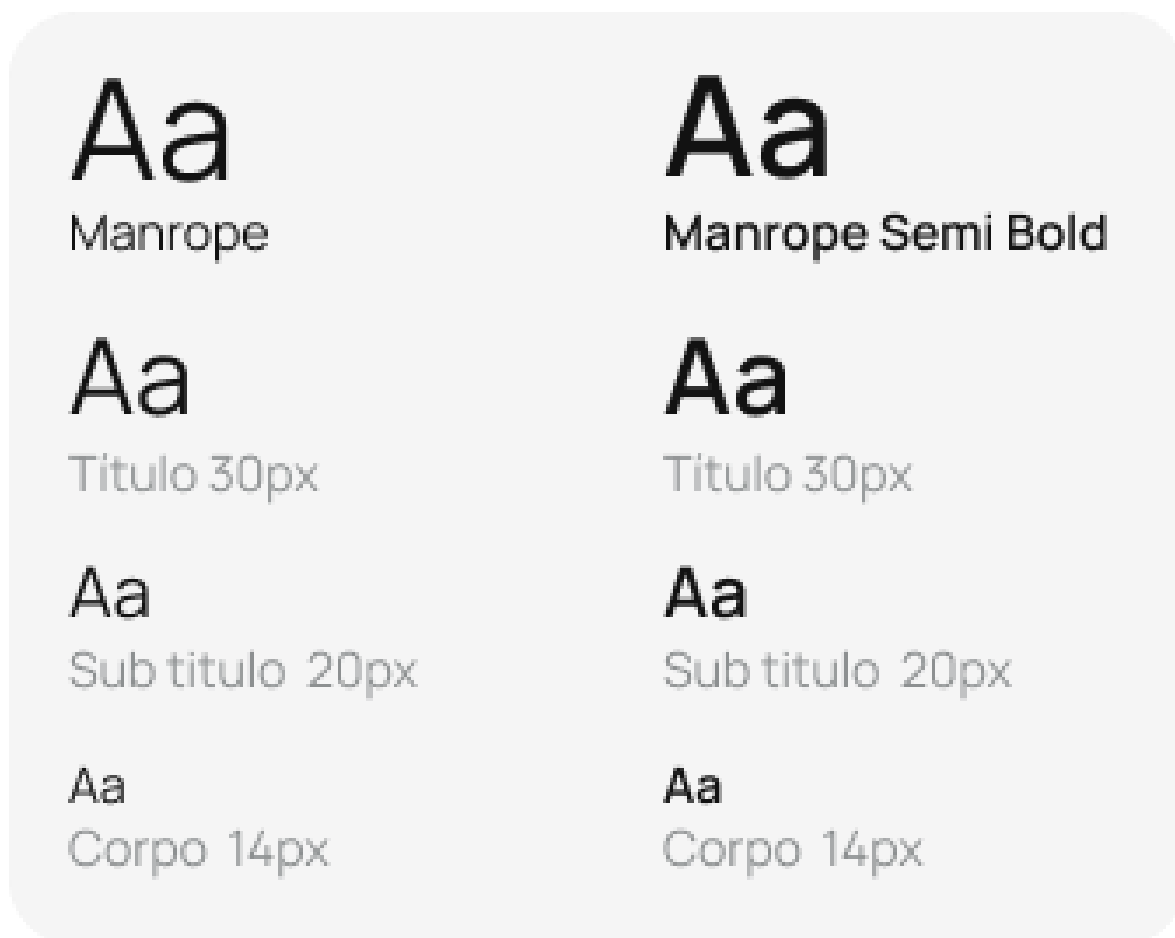 Aa
Manrope
Aa
Titulo 30px
Aa
Sub titulo 20px
Aa
Corpo 14px
Aa
Manrope Semi Bold
Aa
Titulo 30px
Aa
Sub titulo 20px
Aa
Corpo 14px